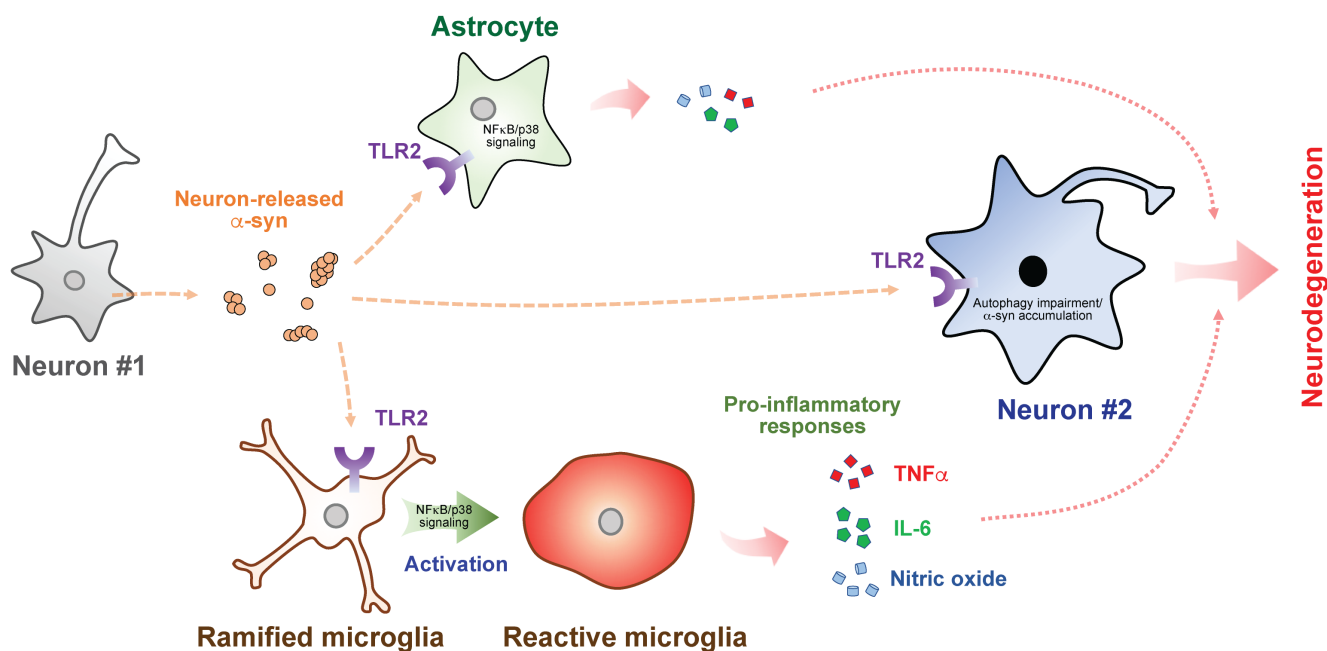 Astrocyte
NFκB/p38
signaling
TLR2
Neuron-released
α-syn
Neuron #1
TLR2
Autophagy impairment/
α-syn accumulation
Neuron #2
Neurodegeneration
TLR2
NFκB/p38
signaling
Activation
Ramified microglia
Reactive microglia
Pro-inflammatory
responses
TNFα
IL-6
Nitric oxide